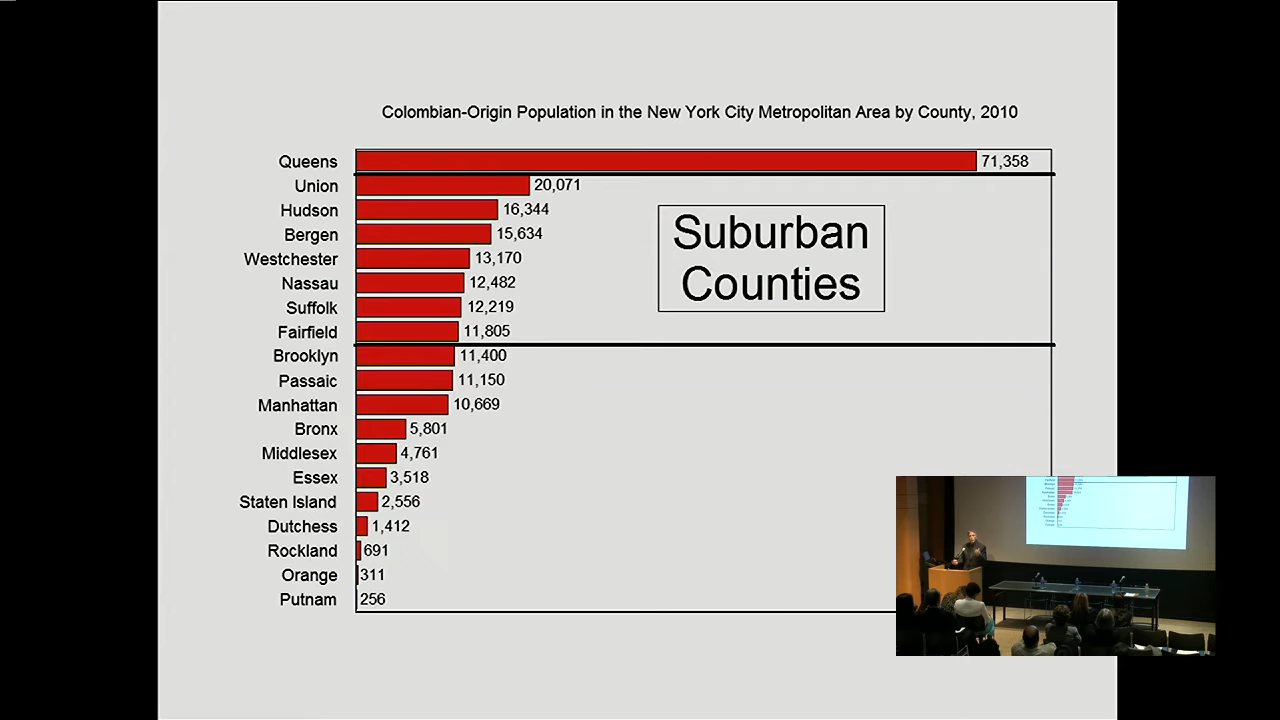 Colombian-Origin Population in the New York City Metropolitan Area by County, 2010
Queens 71,358
Union 20,071
Hudson 16,344
Bergen 15,634
Westchester 13,170
Nassau 12,482
Suffolk 12,219
Fairfield 11,805
Suburban
Counties
Brooklyn 11,400
Passaic 11,150
Manhattan 10,669
Bronx 5,801
Middlesex 4,761
Essex 3,518
Staten Island 2,556
Dutchess 1,412
Rockland 691
Orange 311
Putnam 256